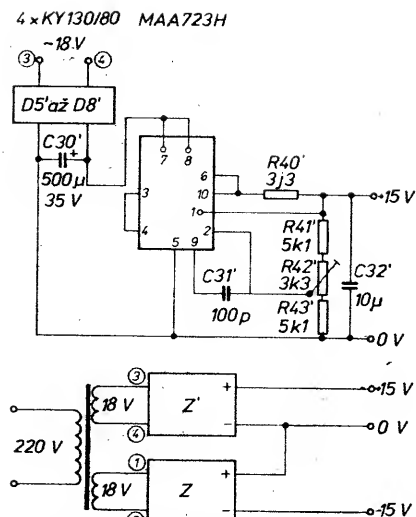 4 x KY130/80 MAA723H
~18 V
3 4
D5' až D8'
C30' +
500µ
35 V
7 8
3
4
6
10
1
2
5 9
R40'
3j3
+15 V
R41'
5k1
R42'
3k3
R43'
5k1
C31'
100p
C32'
10µ
0 V
220 V
3
18 V
4
Z'
+
-
+15 V
0 V
1
18 V
Z
+
-
-15 V